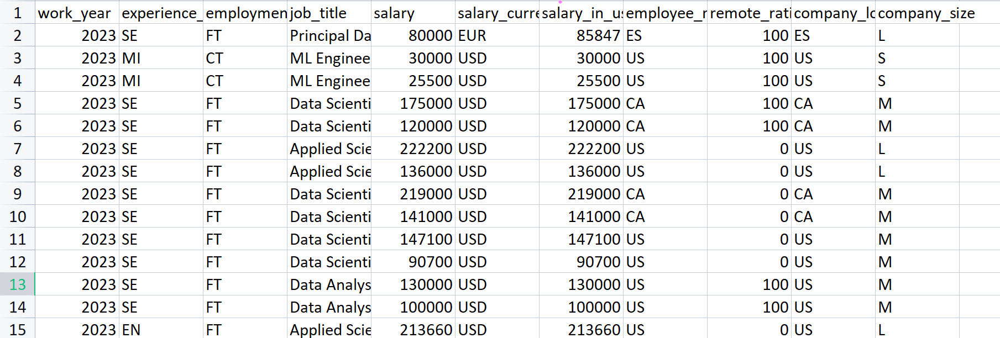 1 work_year experience_ employmen job_title salary salary_curre salary_in_us employee_r remote_rati company_lo company_size
2 2023 SE FT Principal Da 80000 EUR 85847 ES 100 ES L
3 2023 MI CT ML Enginee 30000 USD 30000 US 100 US S
4 2023 MI CT ML Enginee 25500 USD 25500 US 100 US S
5 2023 SE FT Data Scienti 175000 USD 175000 CA 100 CA M
6 2023 SE FT Data Scienti 120000 USD 120000 CA 100 CA M
7 2023 SE FT Applied Scie 222200 USD 222200 US 0 US L
8 2023 SE FT Applied Scie 136000 USD 136000 US 0 US L
9 2023 SE FT Data Scienti 219000 USD 219000 CA 0 CA M
10 2023 SE FT Data Scienti 141000 USD 141000 CA 0 CA M
11 2023 SE FT Data Scienti 147100 USD 147100 US 0 US M
12 2023 SE FT Data Scienti 90700 USD 90700 US 0 US M
13 2023 SE FT Data Analys 130000 USD 130000 US 100 US M
14 2023 SE FT Data Analys 100000 USD 100000 US 100 US M
15 2023 EN FT Applied Scie 213660 USD 213660 US 0 US L